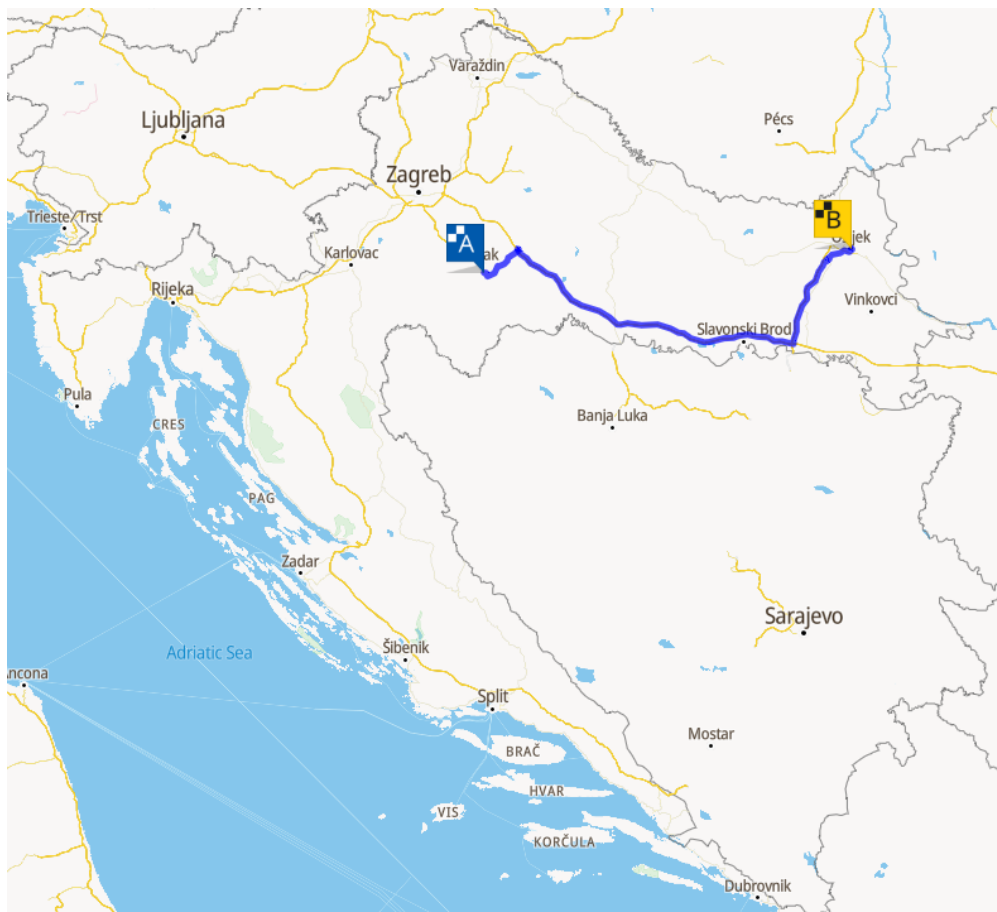 Varaždin
Ljubljana
Pécs
Zagreb
Trieste/Trst
A
B
Karlovac
Rijeka
Vinkovci
Slavonski Brod
Pula
CRES
Banja Luka
PAG
Zadar
Sarajevo
Adriatic Sea
Šibenik
Split
Mostar
BRAČ
HVAR
VIS
KORČULA
Dubrovnik